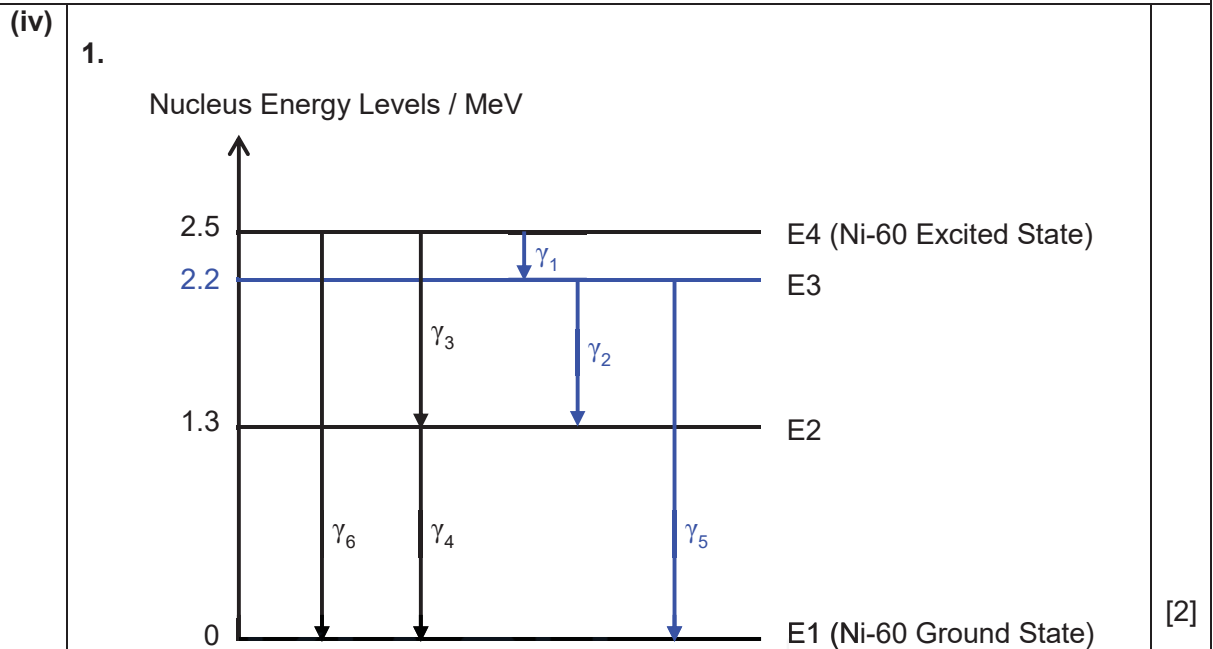 (iv)
1.
Nucleus Energy Levels / MeV
2.5
E4 (Ni-60 Excited State)
γ1
2.2
E3
γ3
γ2
1.3
E2
γ6
γ4
γ5
[2]
0
E1 (Ni-60 Ground State)